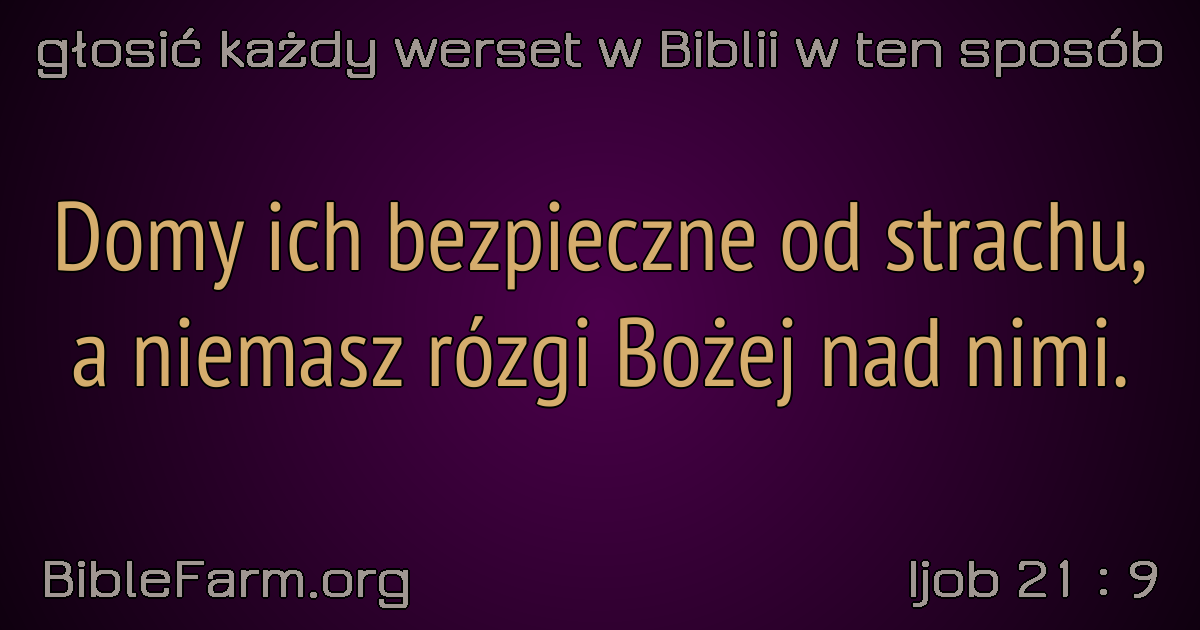 głosić każdy werset w Biblii w ten sposób
Domy ich bezpieczne od strachu,
a niemasz rózgi Bożej nad nimi.
BibleFarm.org
Ijob 21 : 9